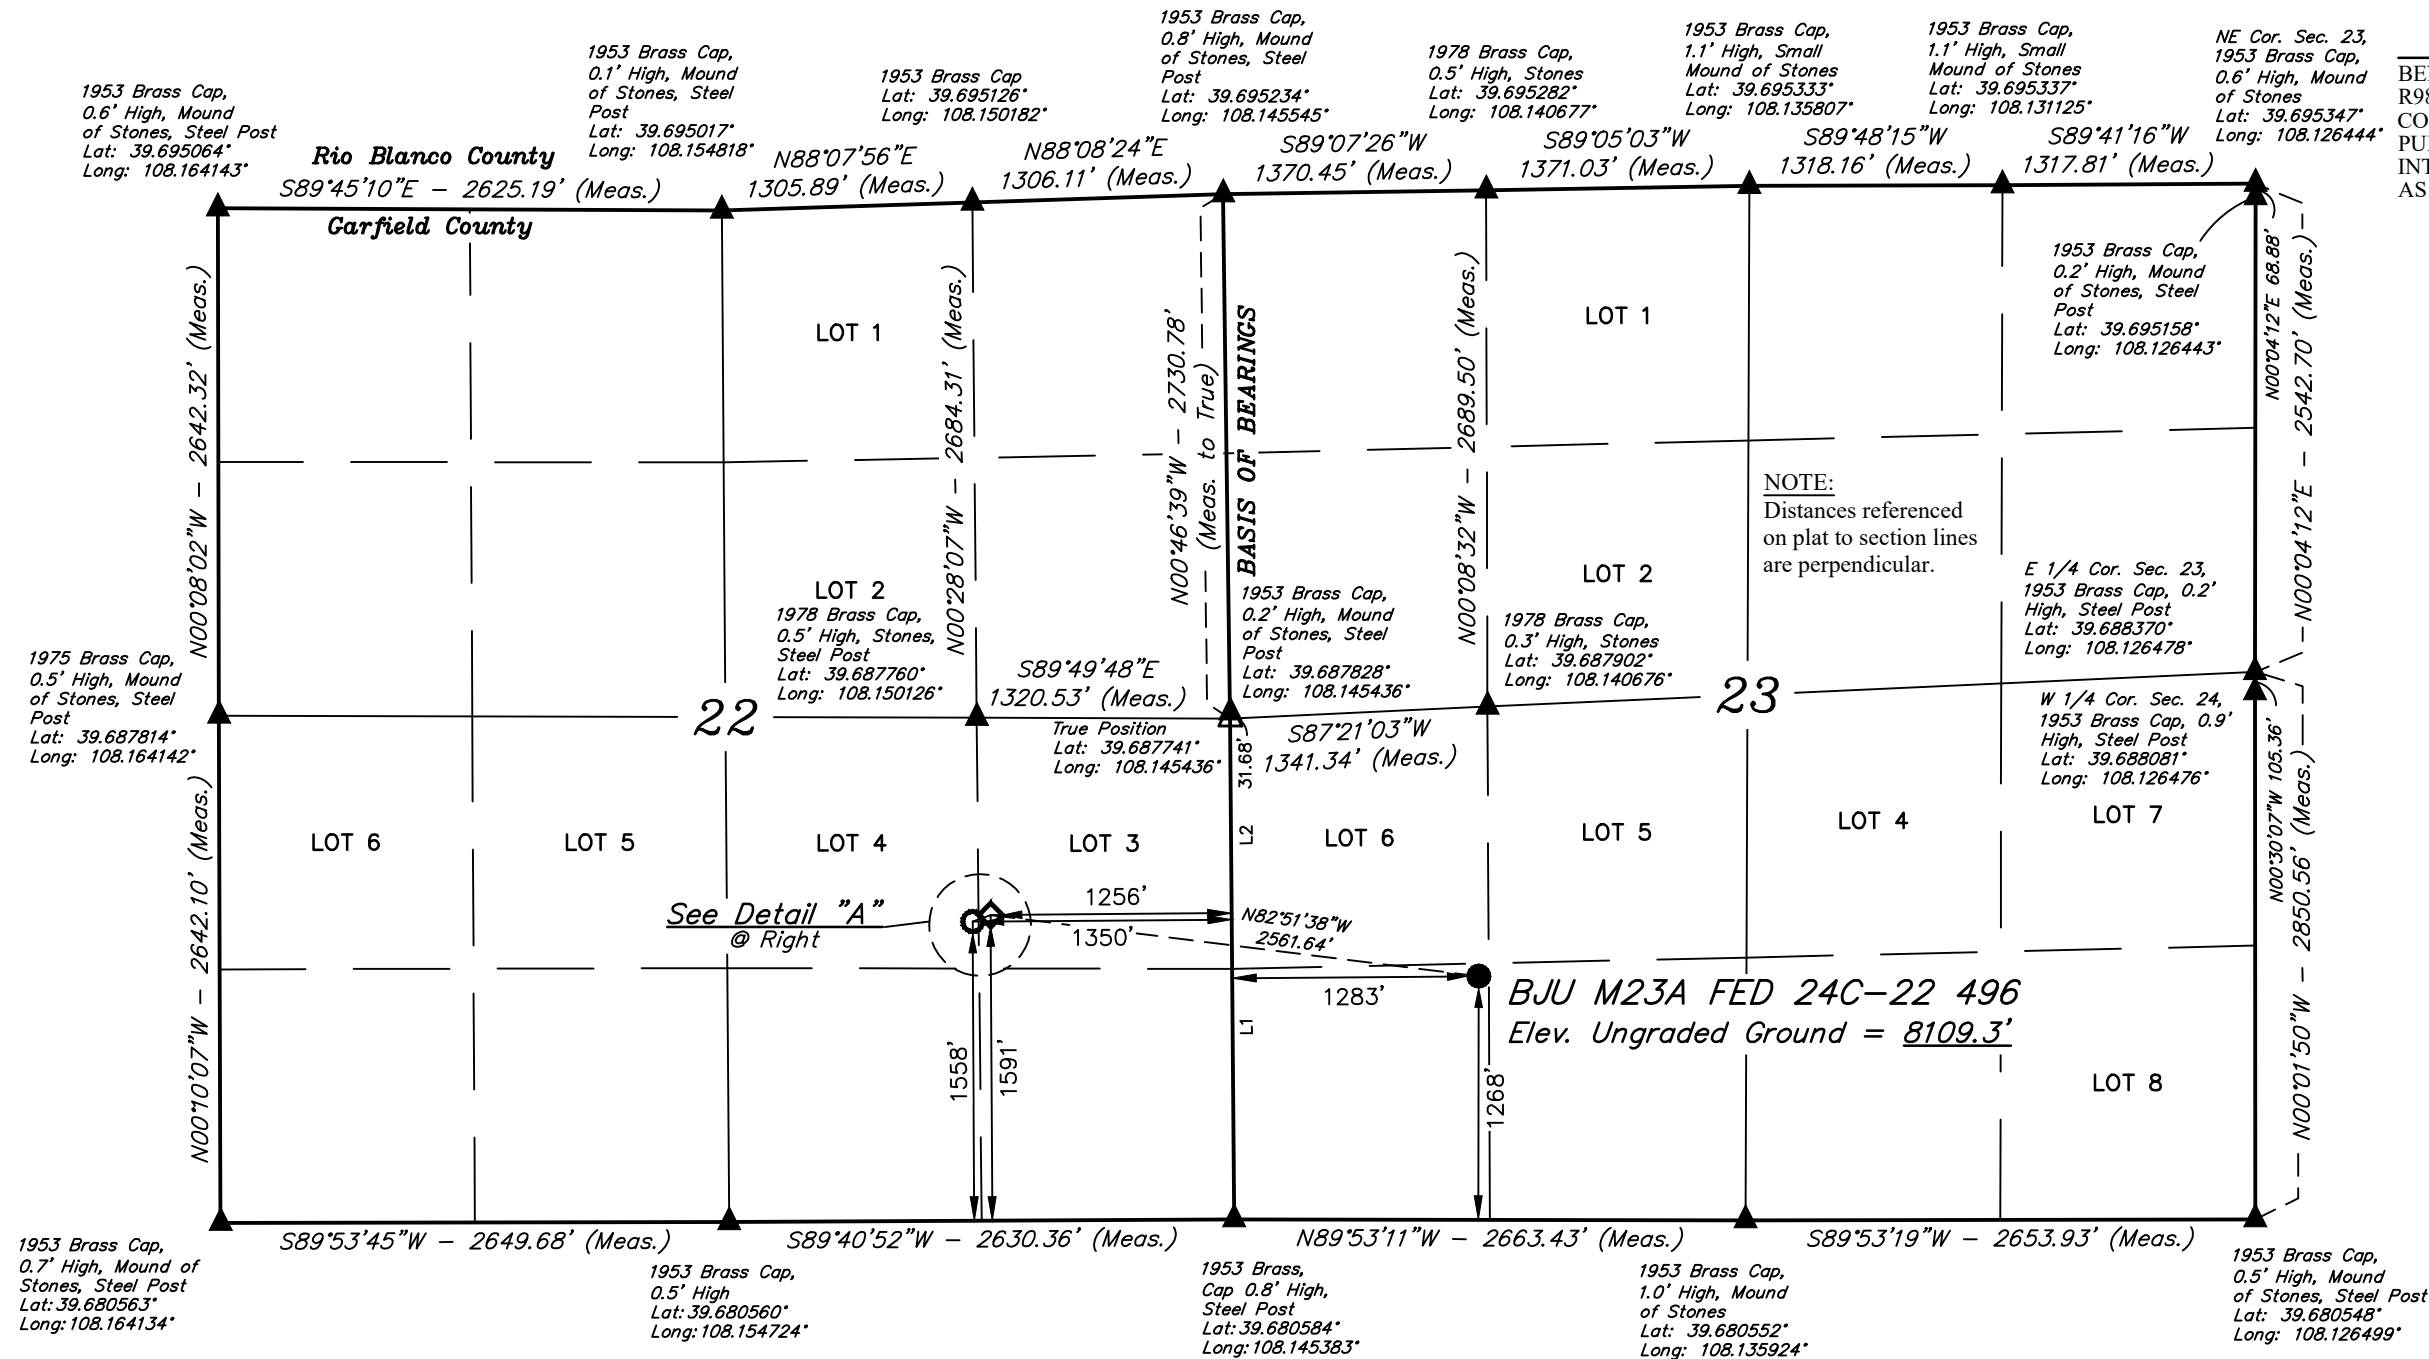 1953 Brass Cap,
0.6' High, Mound
of Stones, Steel Post
Lat: 39.695064°
Long: 108.164143°
Rio Blanco County
S89°45'10"E – 2625.19' (Meas.)
Garfield County
1953 Brass Cap,
0.1' High, Mound
of Stones, Steel
Post
Lat: 39.695017°
Long: 108.154818°
N88°07'56"E
1305.89' (Meas.)
1953 Brass Cap
Lat: 39.695126°
Long: 108.150182°
N88°08'24"E
1306.11' (Meas.)
1953 Brass Cap,
0.8' High, Mound
of Stones, Steel
Post
Lat: 39.695234°
Long: 108.145545°
S89°07'26"W
1370.45' (Meas.)
1978 Brass Cap,
0.5' High, Stones
Lat: 39.695282°
Long: 108.140677°
S89°05'03"W
1371.03' (Meas.)
1953 Brass Cap,
1.1' High, Small
Mound of Stones
Lat: 39.695333°
Long: 108.135807°
S89°48'15"W
1318.16' (Meas.)
1953 Brass Cap,
1.1' High, Small
Mound of Stones
Lat: 39.695337°
Long: 108.131125°
S89°41'16"W
1317.81' (Meas.)
NE Cor. Sec. 23,
1953 Brass Cap,
0.6' High, Mound
of Stones
Lat: 39.695347°
Long: 108.126444°
R98
CO
AS
1953 Brass Cap,
0.2' High, Mound
of Stones, Steel
Post
Lat: 39.695158°
Long: 108.126443°
N00°04'12"E 68.88'
N00°04'12"E – 2542.70' (Meas.)
N00°08'02"W – 2642.32' (Meas.)
LOT 1
N00°28'07"W – 2684.31' (Meas.)
N00°46'39"W – 2730.78'
(Meas. to True)
BASIS OF BEARINGS
N00°08'32"W – 2689.50' (Meas.)
LOT 1
NOTE:
Distances referenced
on plat to section lines
are perpendicular.
LOT 2
1978 Brass Cap,
0.5' High, Stones,
Steel Post
Lat: 39.687760°
Long: 108.150126°
S89°49'48"E
1320.53' (Meas.)
1953 Brass Cap,
0.2' High, Mound
of Stones, Steel
Post
Lat: 39.687828°
Long: 108.145436°
LOT 2
1978 Brass Cap,
0.3' High, Stones
Lat: 39.687902°
Long: 108.140676°
E 1/4 Cor. Sec. 23,
1953 Brass Cap, 0.2'
High, Steel Post
Lat: 39.688370°
Long: 108.126478°
1975 Brass Cap,
0.5' High, Mound
of Stones, Steel
Post
Lat: 39.687814°
Long: 108.164142°
22
23
True Position
Lat: 39.687741°
Long: 108.145436°
31.68'
S87°21'03"W
1341.34' (Meas.)
W 1/4 Cor. Sec. 24,
1953 Brass Cap, 0.9'
High, Steel Post
Lat: 39.688081°
Long: 108.126476°
N00°30'07"W 105.36'
N00°01'50"W – 2850.56' (Meas.)
N00°10'07"W – 2642.10' (Meas.)
LOT 6
LOT 5
LOT 4
LOT 3
L2
LOT 6
LOT 5
LOT 4
LOT 7
See Detail "A"
@ Right
1256'
1350'
N82°51'38"W
2561.64'
1283'
BJU M23A FED 24C–22 496
Elev. Ungraded Ground = 8109.3'
L1
1558'
1591'
1268'
LOT 8
S89°53'45"W – 2649.68' (Meas.)
S89°40'52"W – 2630.36' (Meas.)
N89°53'11"W – 2663.43' (Meas.)
S89°53'19"W – 2653.93' (Meas.)
1953 Brass Cap,
0.7' High, Mound of
Stones, Steel Post
Lat: 39.680563°
Long: 108.164134°
1953 Brass Cap,
0.5' High
Lat: 39.680560°
Long: 108.154724°
1953 Brass,
Cap 0.8' High,
Steel Post
Lat: 39.680584°
Long: 108.145383°
1953 Brass Cap,
1.0' High, Mound
of Stones
Lat: 39.680552°
Long: 108.135924°
1953 Brass Cap,
0.5' High, Mound
of Stones, Steel Post
Lat: 39.680548°
Long: 108.126499°